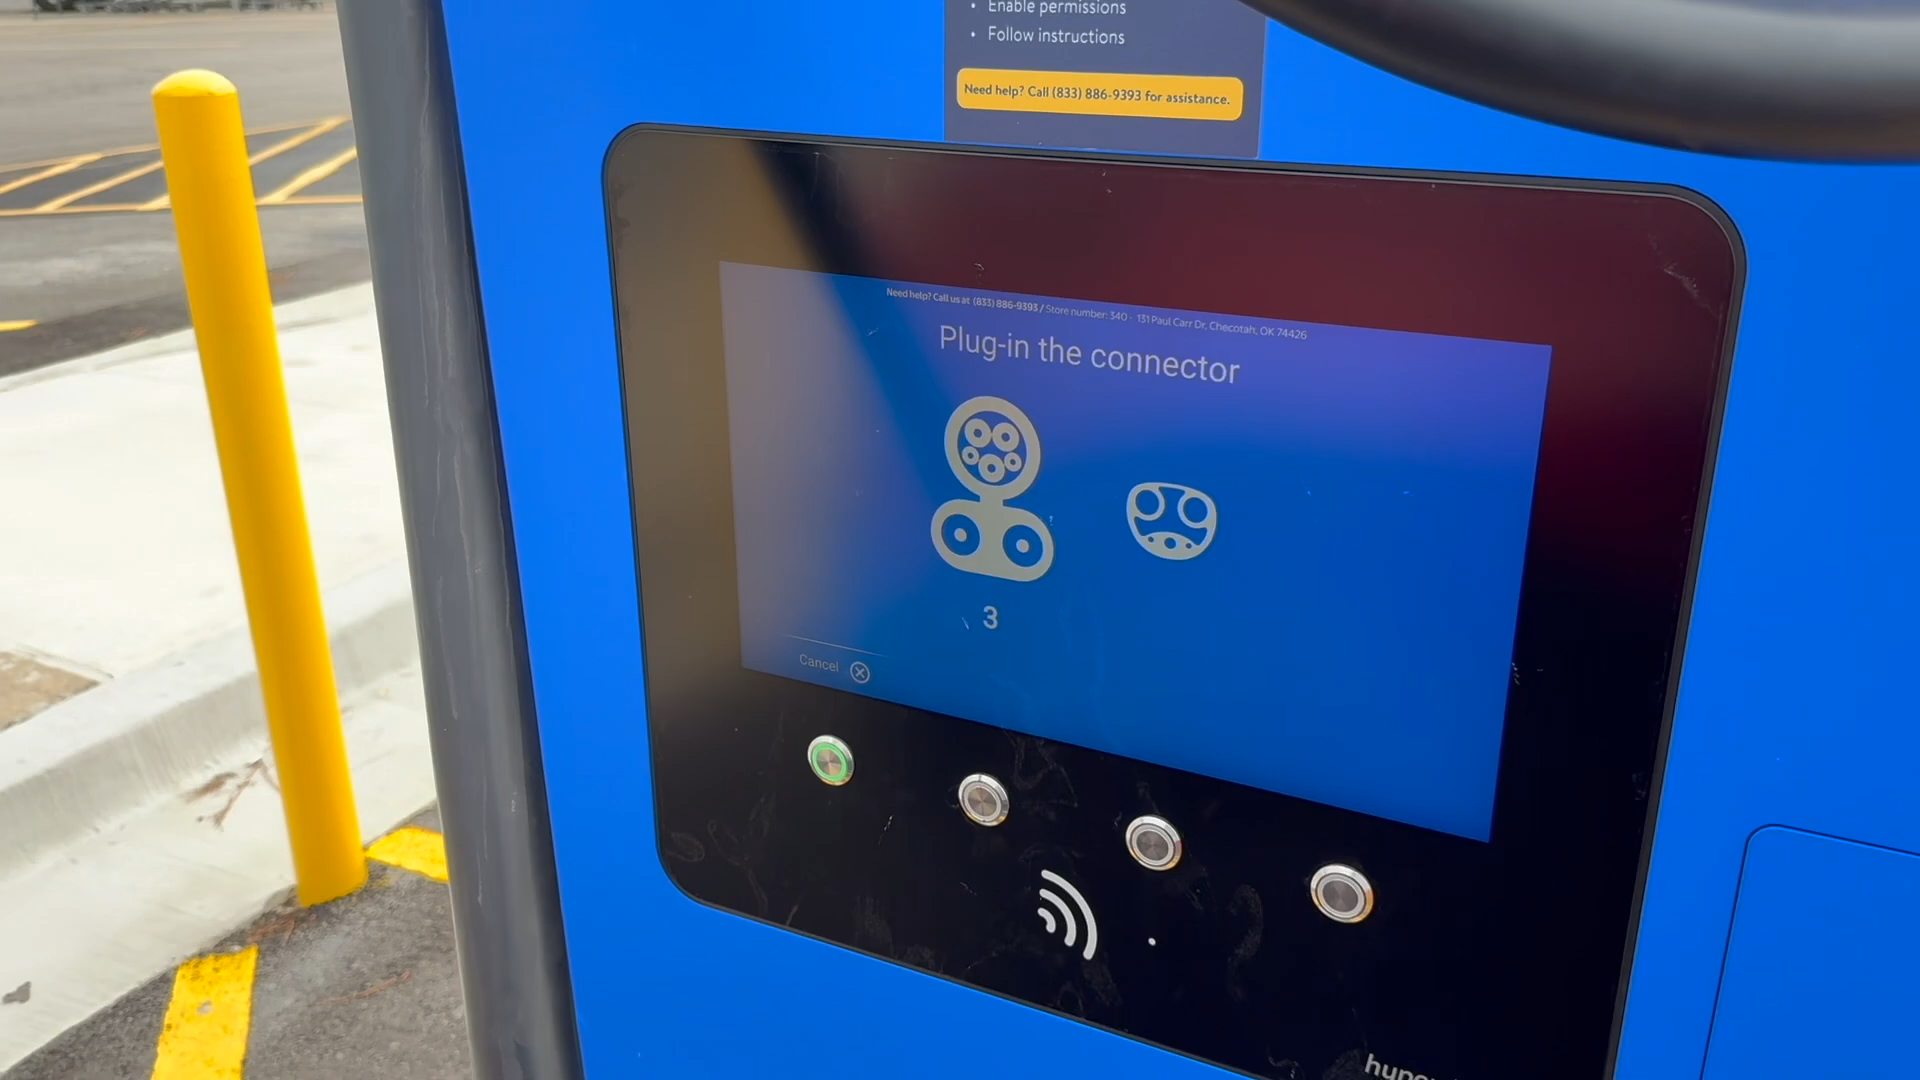 • Enable permissions
• Follow instructions
Need help? Call (833) 886-9393 for assistance.
Need help? Call us at (833) 886-9393 / Store number: 340 - 131 Paul Carr Dr, Checotah, OK 74426
Plug-in the connector
3
Cancel